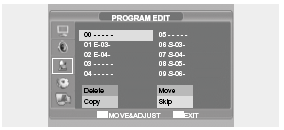 PROGRAM EDIT
00 - - - - -
05 - - - - -
01 E-03-
06 S-03-
02 E-04-
07 S-04-
03 - - - - -
08 S-05-
04 - - - - -
09 S-06-
Delete
Move
Copy
Skip
MOVE&ADJUST
EXIT